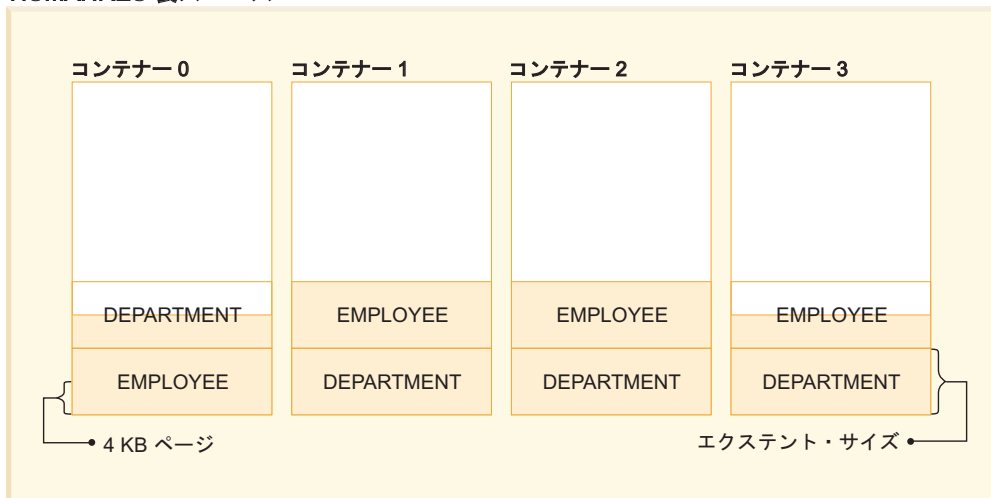 コンテナー 0
コンテナー 1
コンテナー 2
コンテナー 3
DEPARTMENT
EMPLOYEE
EMPLOYEE
EMPLOYEE
EMPLOYEE
DEPARTMENT
DEPARTMENT
DEPARTMENT
4 KB ページ
エクステント・サイズ